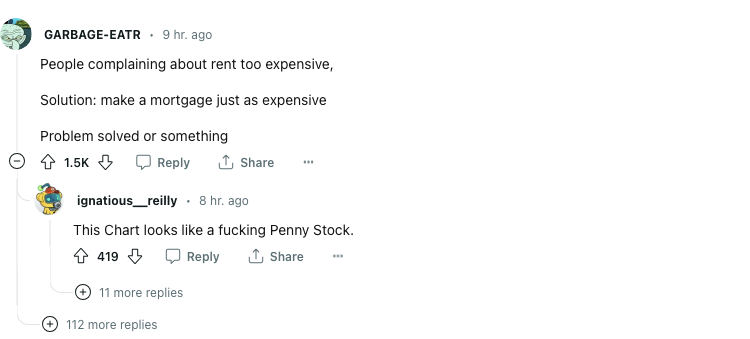 GARBAGE-EATR • 9 hr. ago
People complaining about rent too expensive,
Solution: make a mortgage just as expensive
Problem solved or something
1.5K Reply Share ...
ignatious__reilly • 8 hr. ago
This Chart looks like a fucking Penny Stock.
419 Reply Share ...
11 more replies
112 more replies